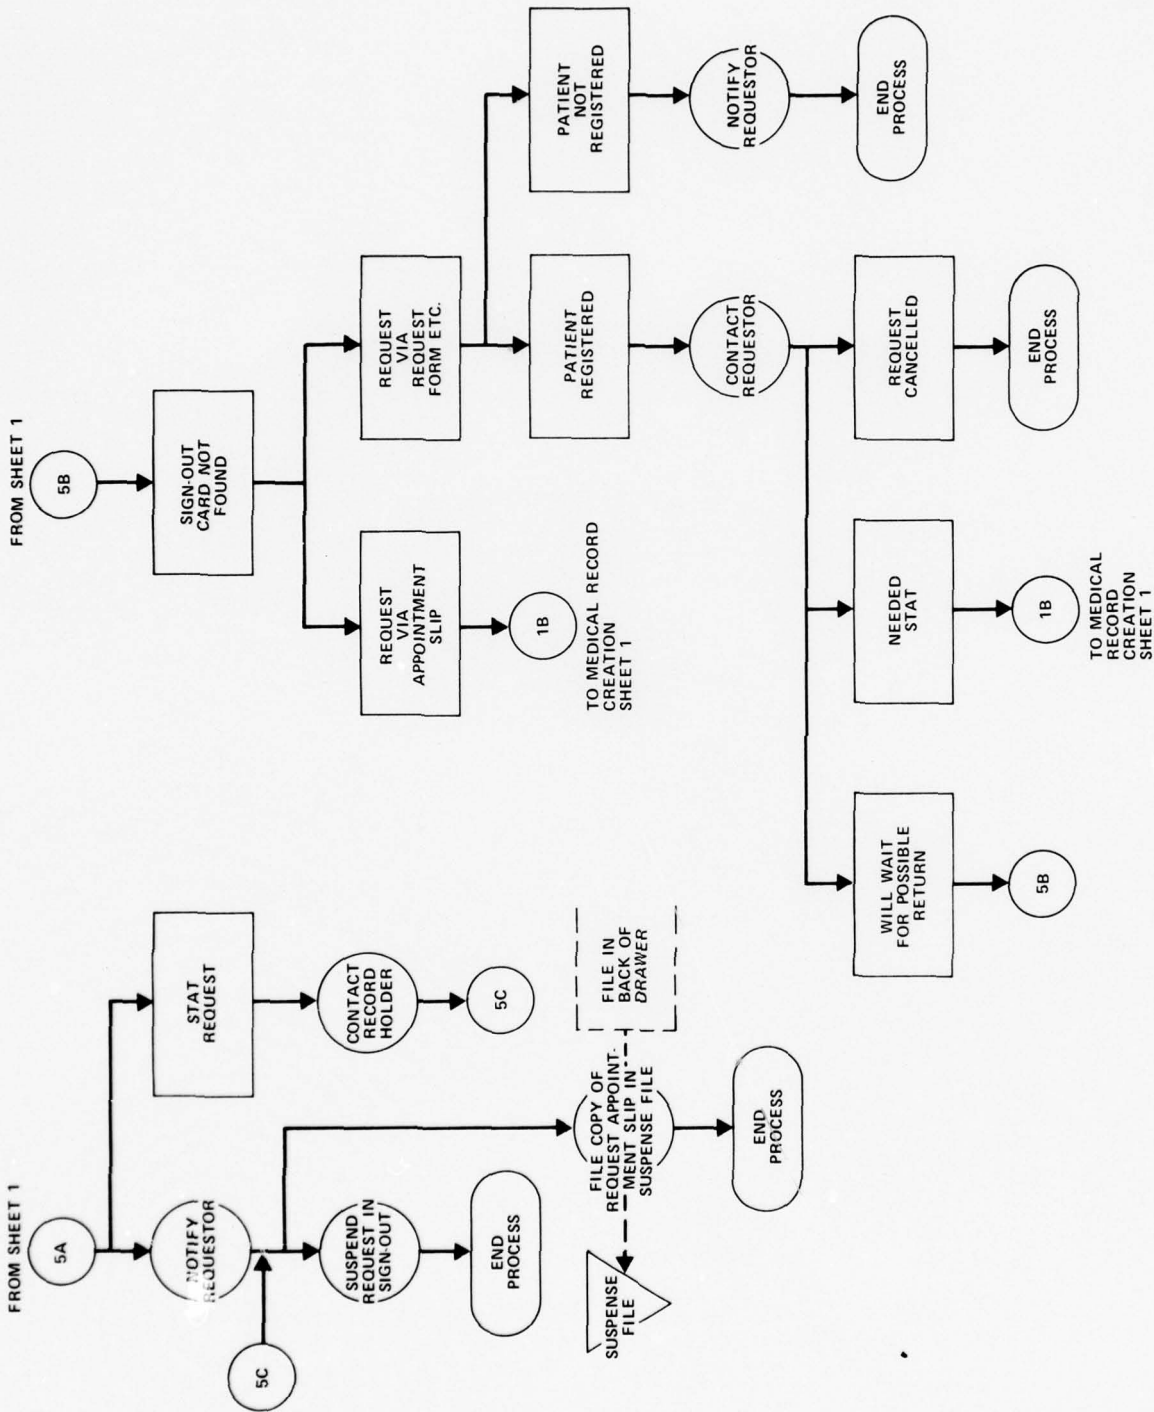 FROM SHEET 1
5A
NOTIFY
REQUESTOR
5C
SUSPEND
REQUEST IN
SIGN-OUT
END
PROCESS
STAT
REQUEST
CONTACT
RECORD
HOLDER
5C
FILE COPY OF
REQUEST APPOINT-
MENT SLIP IN
SUSPENSE FILE
FILE IN
BACK OF
DRAWER
SUSPENSE
FILE
END
PROCESS
FROM SHEET 1
5B
SIGN-OUT
CARD NOT
FOUND
REQUEST
VIA
APPOINTMENT
SLIP
1B
TO MEDICAL RECORD
CREATION
SHEET 1
REQUEST
VIA
REQUEST
FORM ETC.
PATIENT
REGISTERED
PATIENT
NOT
REGISTERED
CONTACT
REQUESTOR
NOTIFY
REQUESTOR
END
PROCESS
WILL WAIT
FOR POSSIBLE
RETURN
5B
NEEDED
STAT
1B
TO MEDICAL
RECORD
CREATION
SHEET 1
REQUEST
CANCELLED
END
PROCESS